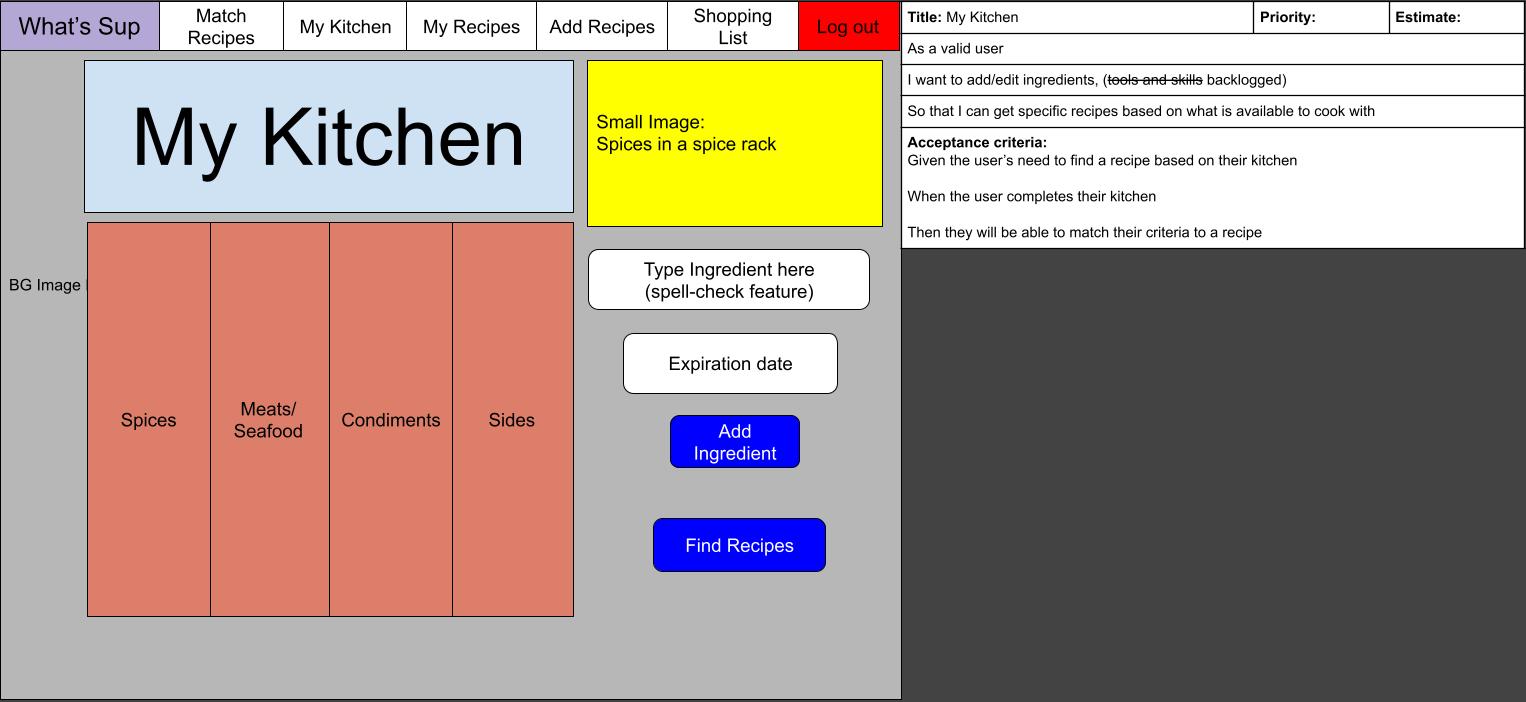 What's Sup
Match
Recipes
My Kitchen
My Recipes
Add Recipes
Shopping
List
Log out
My Kitchen
Small Image:
Spices in a spice rack
BG Image
Spices
Meats/
Seafood
Condiments
Sides
Type Ingredient here
(spell-check feature)
Expiration date
Add
Ingredient
Find Recipes
Title: My Kitchen
Priority:
Estimate:
As a valid user
I want to add/edit ingredients, (tools and skills backlogged)
So that I can get specific recipes based on what is available to cook with
Acceptance criteria:
Given the user’s need to find a recipe based on their kitchen
When the user completes their kitchen
Then they will be able to match their criteria to a recipe